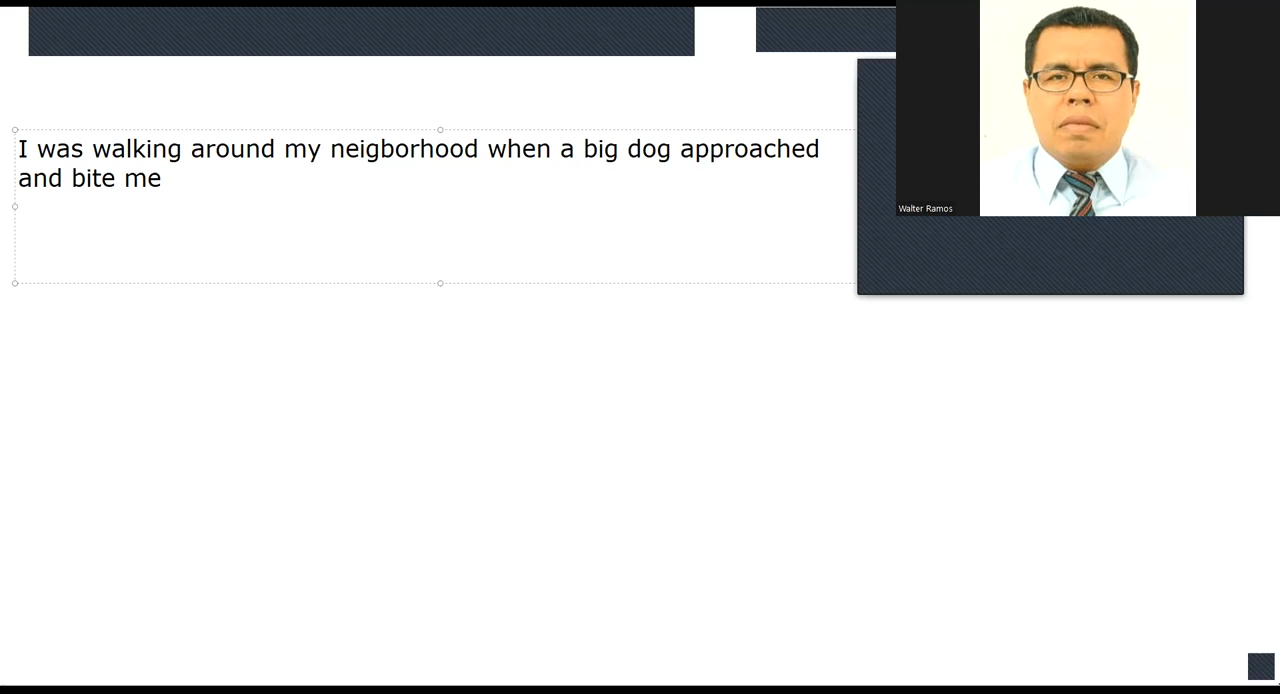 I was walking around my neigborhood when a big dog approached
and bite me
Walter Ramos